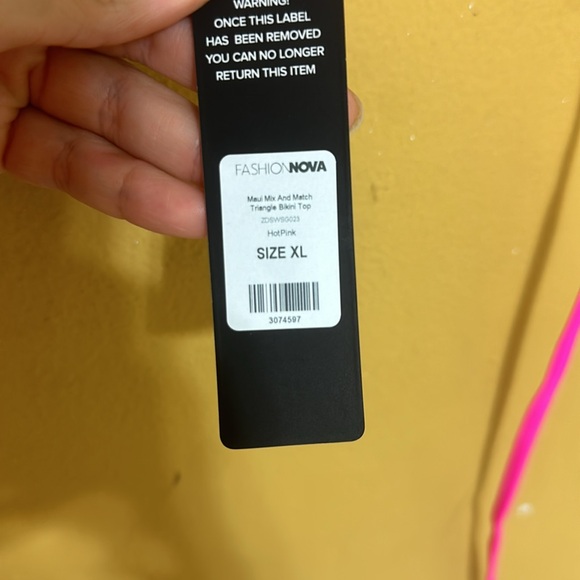 WARNING!
ONCE THIS LABEL
HAS BEEN REMOVED
YOU CAN NO LONGER
RETURN THIS ITEM
FASHIONNOVA
Maui Mix And Match
Triangle Bikini Top
ZDSWSG023
HotPink
SIZE XL
3074597